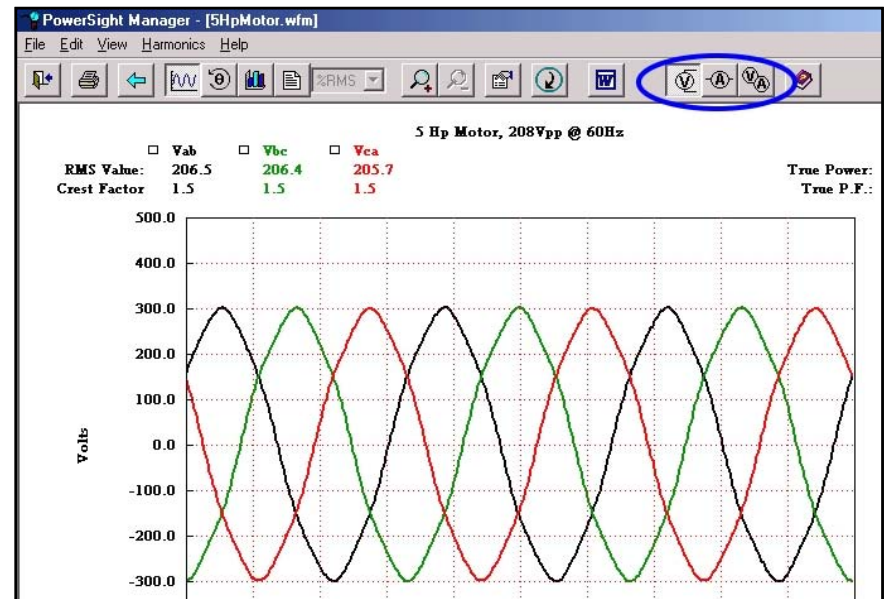 PowerSight Manager - [5HpMotor.wfm]
File Edit View Harmonics Help
%RMS
W
V A V A
5 Hp Motor, 208Vpp @ 60Hz
Vab Vbc Vca
RMS Value: 206.5 206.4 205.7 True Power:
Crest Factor 1.5 1.5 1.5 True P.F.:
500.0
400.0
300.0
200.0
100.0
0.0
-100.0
-200.0
-300.0
Volts